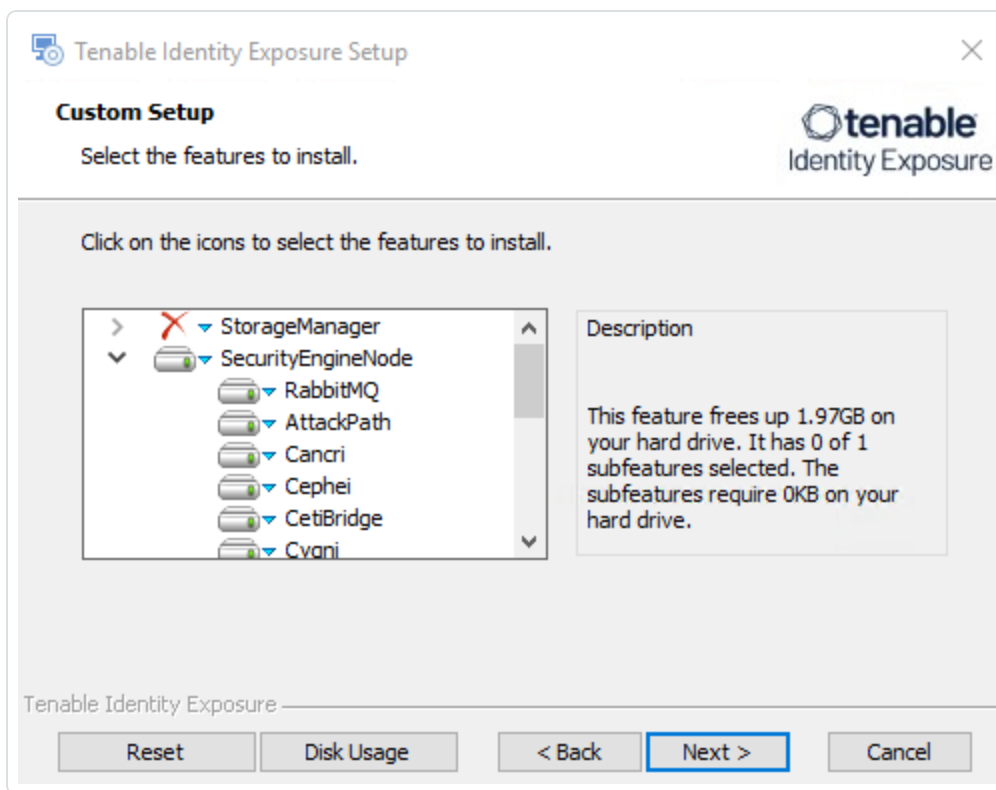 Tenable Identity Exposure Setup
Custom Setup
Select the features to install.
tenable
Identity Exposure
Click on the icons to select the features to install.
StorageManager
SecurityEngineNode
RabbitMQ
AttackPath
Cancri
Cephei
CetiBridge
Cygni
Description
This feature frees up 1.97GB on
your hard drive. It has 0 of 1
subfeatures selected. The
subfeatures require 0KB on your
hard drive.
Tenable Identity Exposure
Reset
Disk Usage
< Back
Next >
Cancel